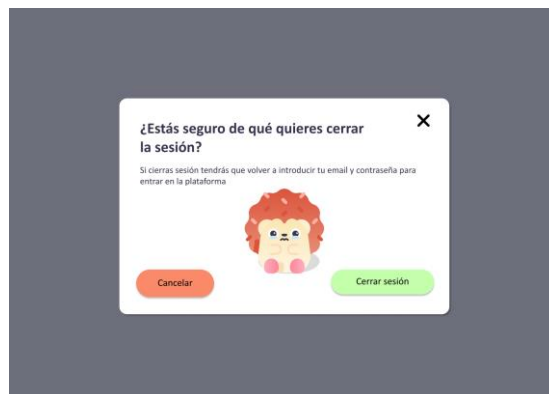 ¿Estás seguro de qué quieres cerrar
la sesión?
Si cierras sesión tendrás que volver a introducir tu email y contraseña para
entrar en la plataforma
Cancelar
Cerrar sesión